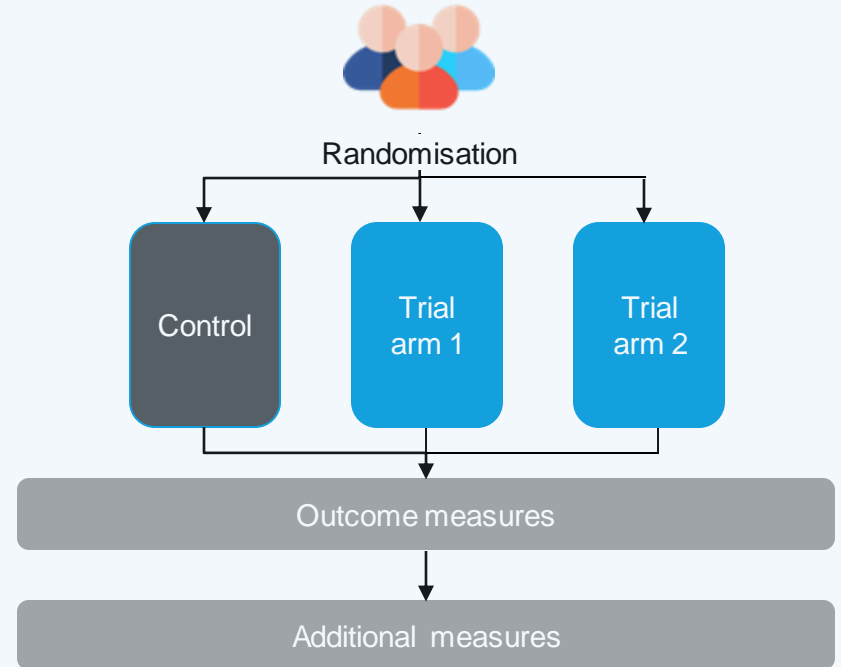 Randomisation
Control
Trial
arm 1
Trial
arm 2
Outcome measures
Additional measures